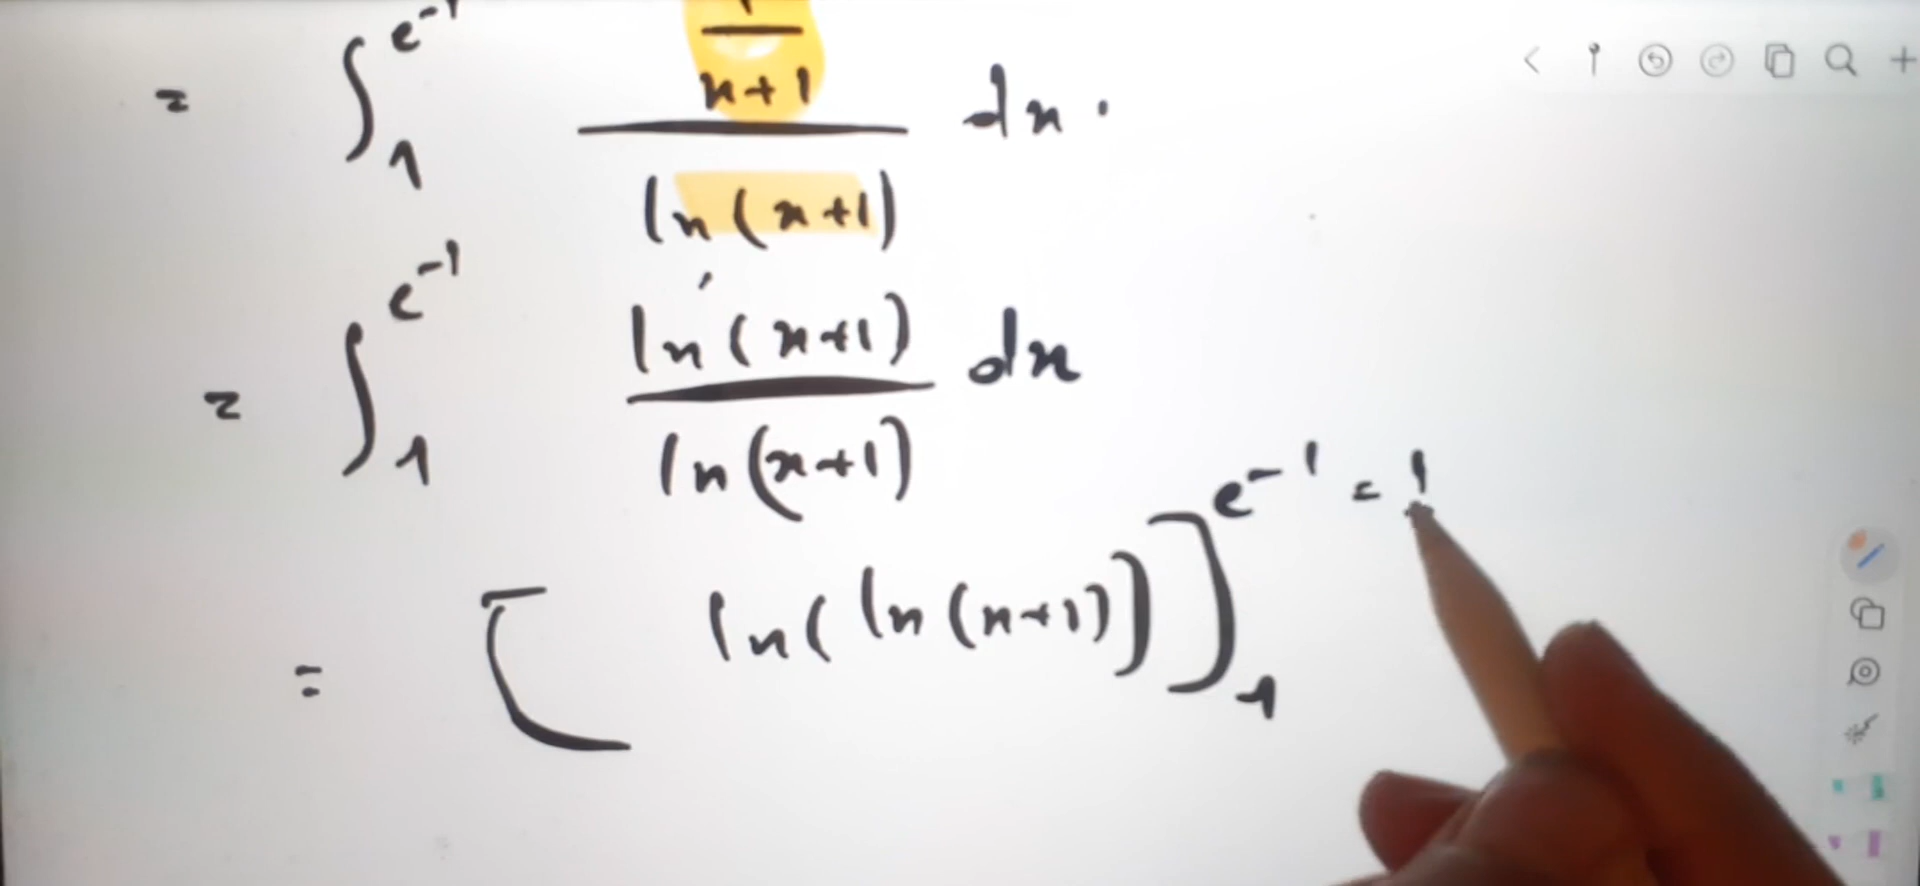 = ∫₁^{e-1} (1/(x+1)) / ln(x+1) dx .
= ∫₁^{e-1} ln'(x+1) / ln(x+1) dx
= [ ln(ln(x+1)) ]₁^{e-1} = 1